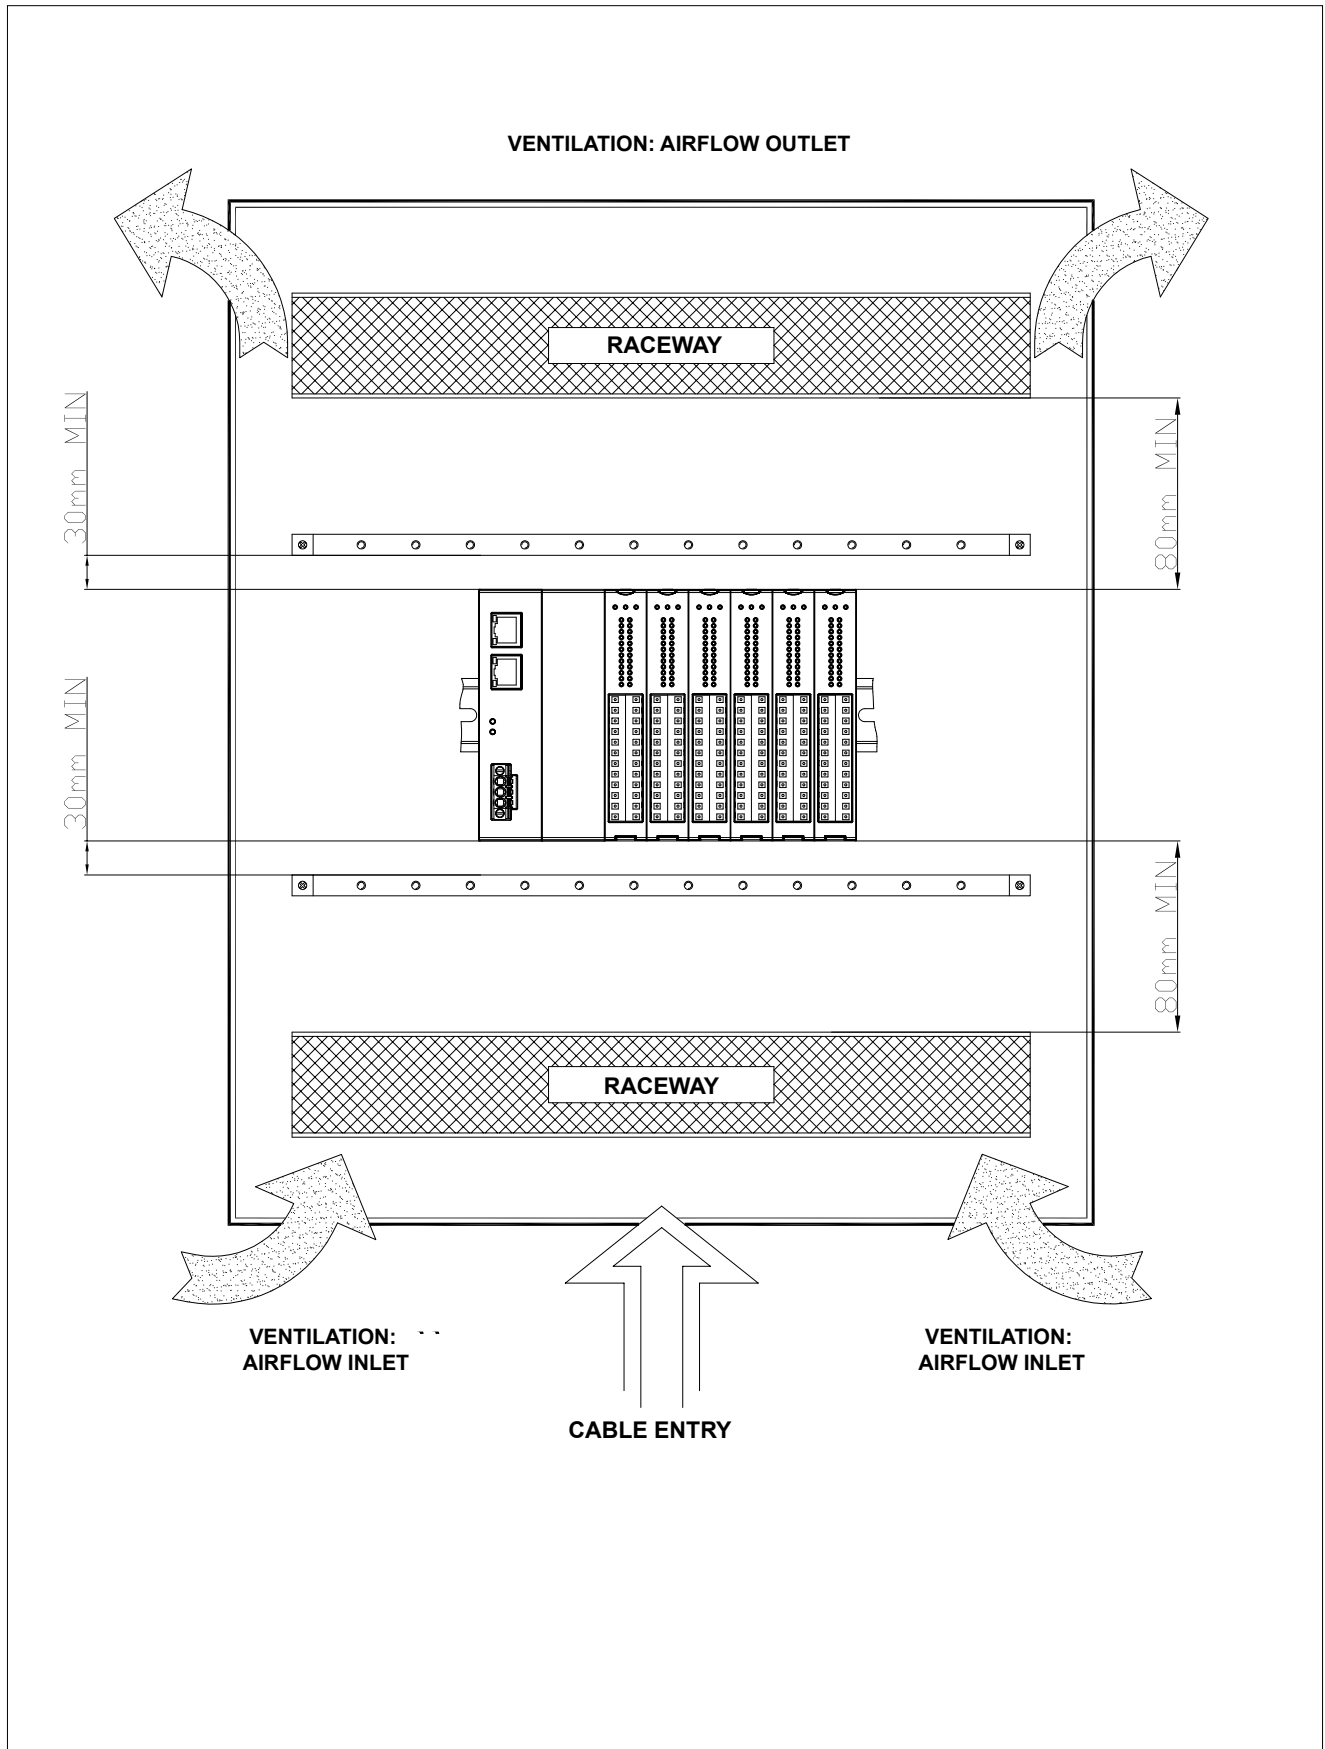 VENTILATION: AIRFLOW OUTLET
RACEWAY
30mm MIN
80mm MIN
30mm MIN
80mm MIN
RACEWAY
VENTILATION:
AIRFLOW INLET
VENTILATION:
AIRFLOW INLET
CABLE ENTRY